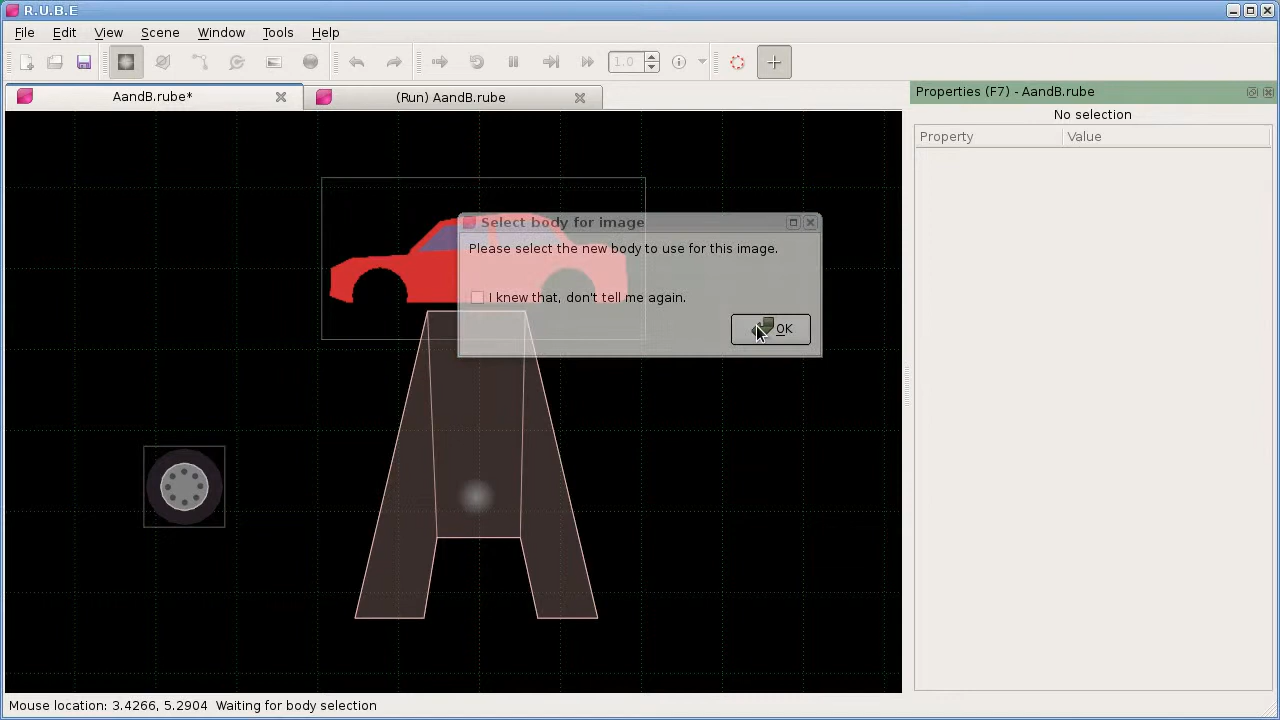 R.U.B.E
File Edit View Scene Window Tools Help
1.0
AandB.rube*
(Run) AandB.rube
Properties (F7) - AandB.rube
No selection
Property Value
Select body for image
Please select the new body to use for this image.
I knew that, don't tell me again.
OK
Mouse location: 3.4266, 5.2904 Waiting for body selection